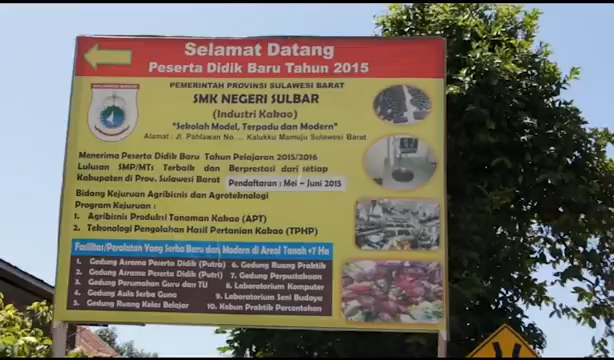 Selamat Datang
Peserta Didik Baru Tahun 2015
SULAWESI BARAT
PEMERINTAH PROVINSI SULAWESI BARAT
SMK NEGERI SULBAR
(Industri Kakao)
"Sekolah Model, Terpadu dan Modern"
Alamat : Jl. Pahlawan No. .. Kalukku Mamuju Sulawesi Barat
Menerima Peserta Didik Baru Tahun Pelajaran 2015/2016
Lulusan SMP/MTs Terbaik dan Berprestasi dari setiap
Kabupaten di Prov. Sulawesi Barat Pendaftaran : Mei - Juni 2015
Bidang Kejuruan Agribisnis dan Agroteknologi
Program Kejuruan :
1. Agribisnis Produksi Tanaman Kakao (APT)
2. Teknologi Pengolahan Hasil Pertanian Kakao (TPHP)
Fasilitas/Peralatan Yang Serba Baru dan Modern di Areal Tanah +7 Ha
1. Gedung Asrama Peserta Didik (Putra)
2. Gedung Asrama Peserta Didik (Putri)
3. Gedung Perumahan Guru dan TU
4. Gedung Aula Serba Guna
5. Gedung Ruang Kelas Belajar
6. Gedung Ruang Praktik
7. Gedung Perpustakaan
8. Laboratorium Komputer
9. Laboratorium Seni Budaya
10. Kebun Praktik Percontohan